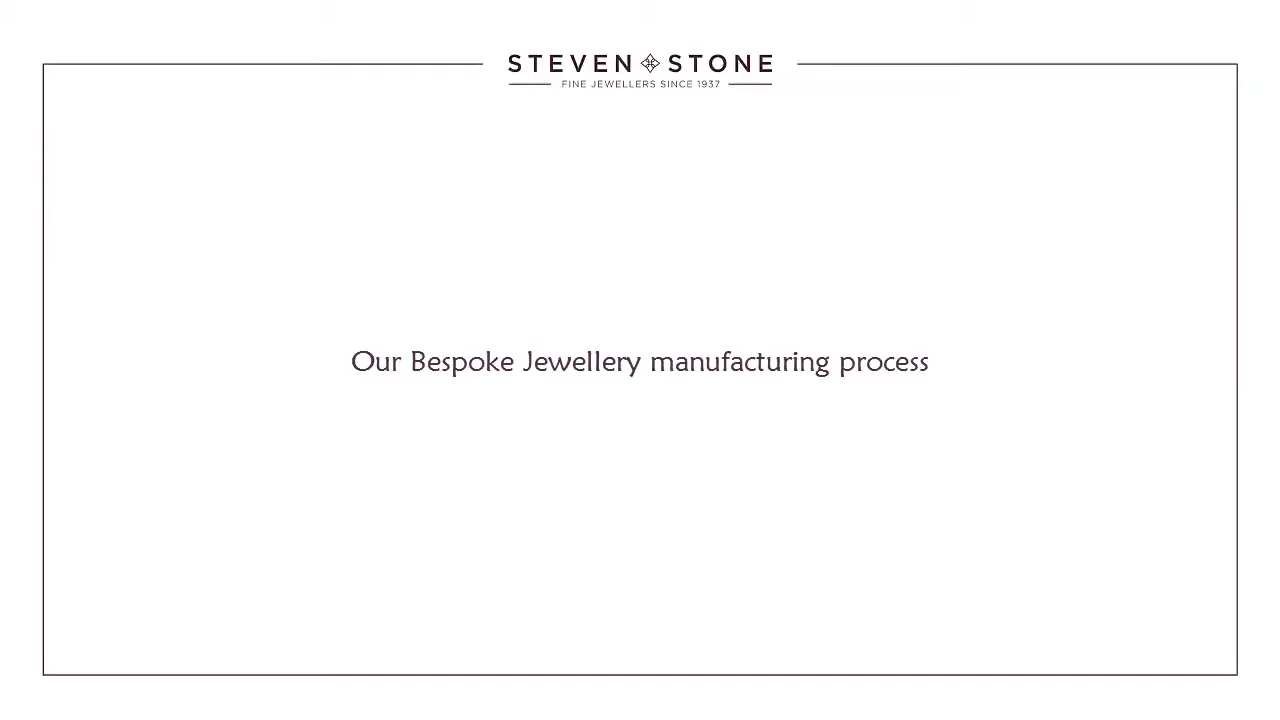 STEVEN STONE
FINE JEWELLERS SINCE 1937
Our Bespoke Jewellery manufacturing process